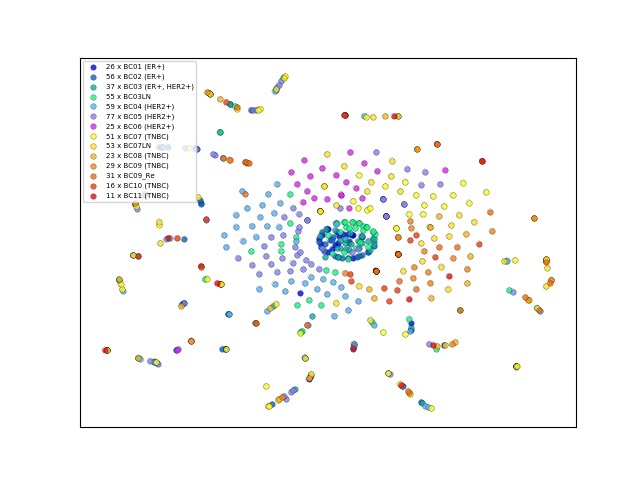 26 x BC01 (ER+)
56 x BC02 (ER+)
37 x BC03 (ER+, HER2+)
55 x BC03LN
59 x BC04 (HER2+)
77 x BC05 (HER2+)
25 x BC06 (HER2+)
51 x BC07 (TNBC)
53 x BC07LN
23 x BC08 (TNBC)
29 x BC09 (TNBC)
31 x BC09_Re
16 x BC10 (TNBC)
11 x BC11 (TNBC)